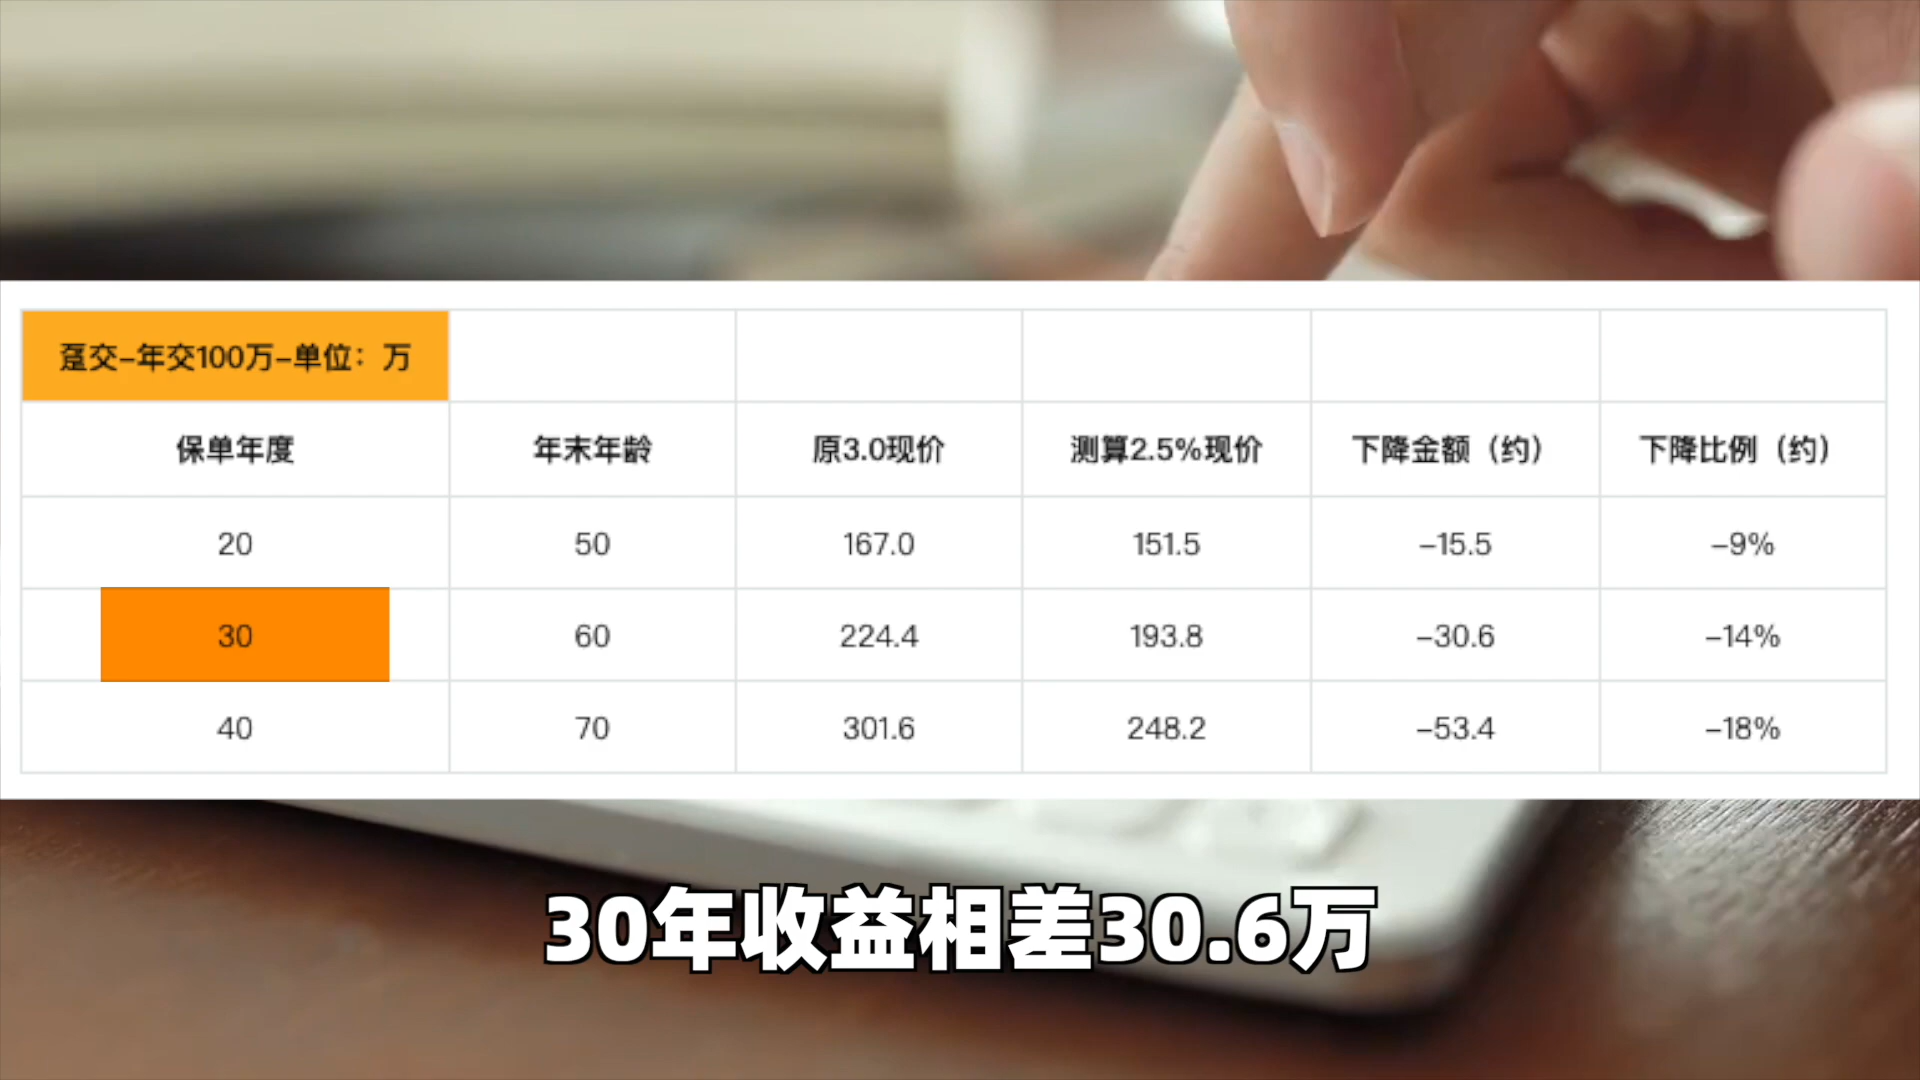 趸交-年交100万-单位：万
保单年度 年末年龄 原3.0现价 测算2.5%现价 下降金额（约） 下降比例（约）
20 50 167.0 151.5 -15.5 -9%
30 60 224.4 193.8 -30.6 -14%
40 70 301.6 248.2 -53.4 -18%
30年收益相差30.6万